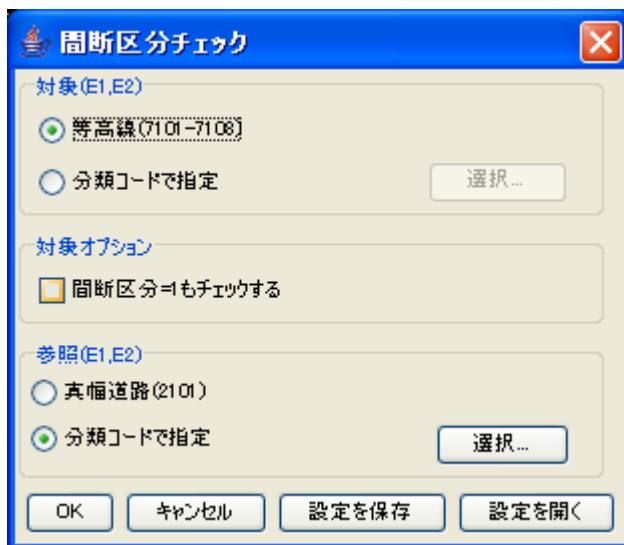 間断区分チェック
対象(E1,E2)
等高線(7101-7108)
分類コードで指定
選択...
対象オプション
間断区分=1もチェックする
参照(E1,E2)
真幅道路(2101)
分類コードで指定
選択...
OK キャンセル 設定を保存 設定を開く